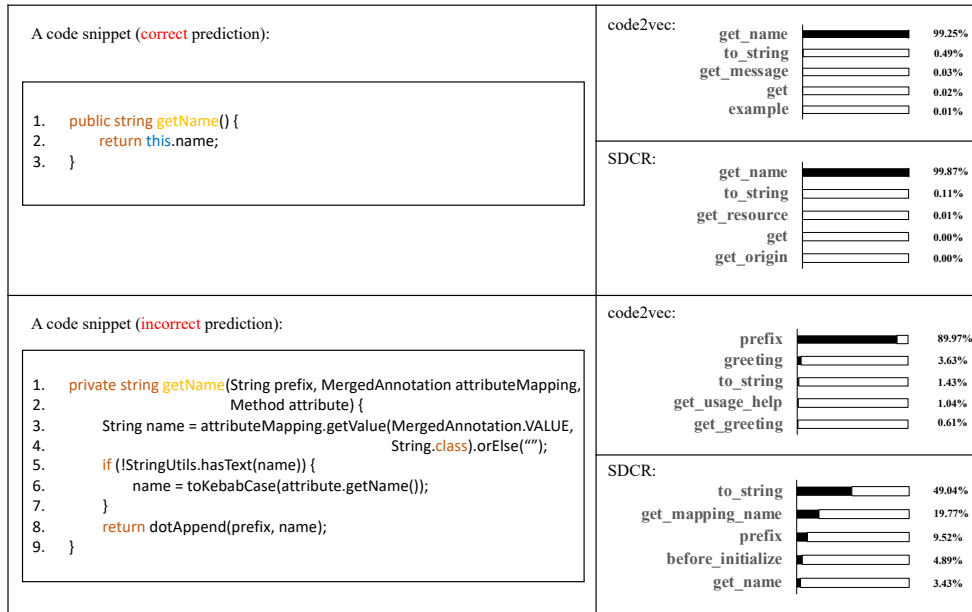 A code snippet (correct prediction):
1. public string getName() {
2. return this.name;
3. }
code2vec:
get_name 99.25%
to_string 0.49%
get_message 0.03%
get 0.02%
example 0.01%
SDCR:
get_name 99.87%
to_string 0.11%
get_resource 0.01%
get 0.00%
get_origin 0.00%
A code snippet (incorrect prediction):
1. private string getName(String prefix, MergedAnnotation attributeMapping,
2. Method attribute) {
3. String name = attributeMapping.getValue(MergedAnnotation.VALUE,
4. String.class).orElse(“”);
5. if (!StringUtils.hasText(name)) {
6. name = toKebabCase(attribute.getName());
7. }
8. return dotAppend(prefix, name);
9. }
code2vec:
prefix 89.97%
greeting 3.63%
to_string 1.43%
get_usage_help 1.04%
get_greeting 0.61%
SDCR:
to_string 49.04%
get_mapping_name 19.77%
prefix 9.52%
before_initialize 4.89%
get_name 3.43%